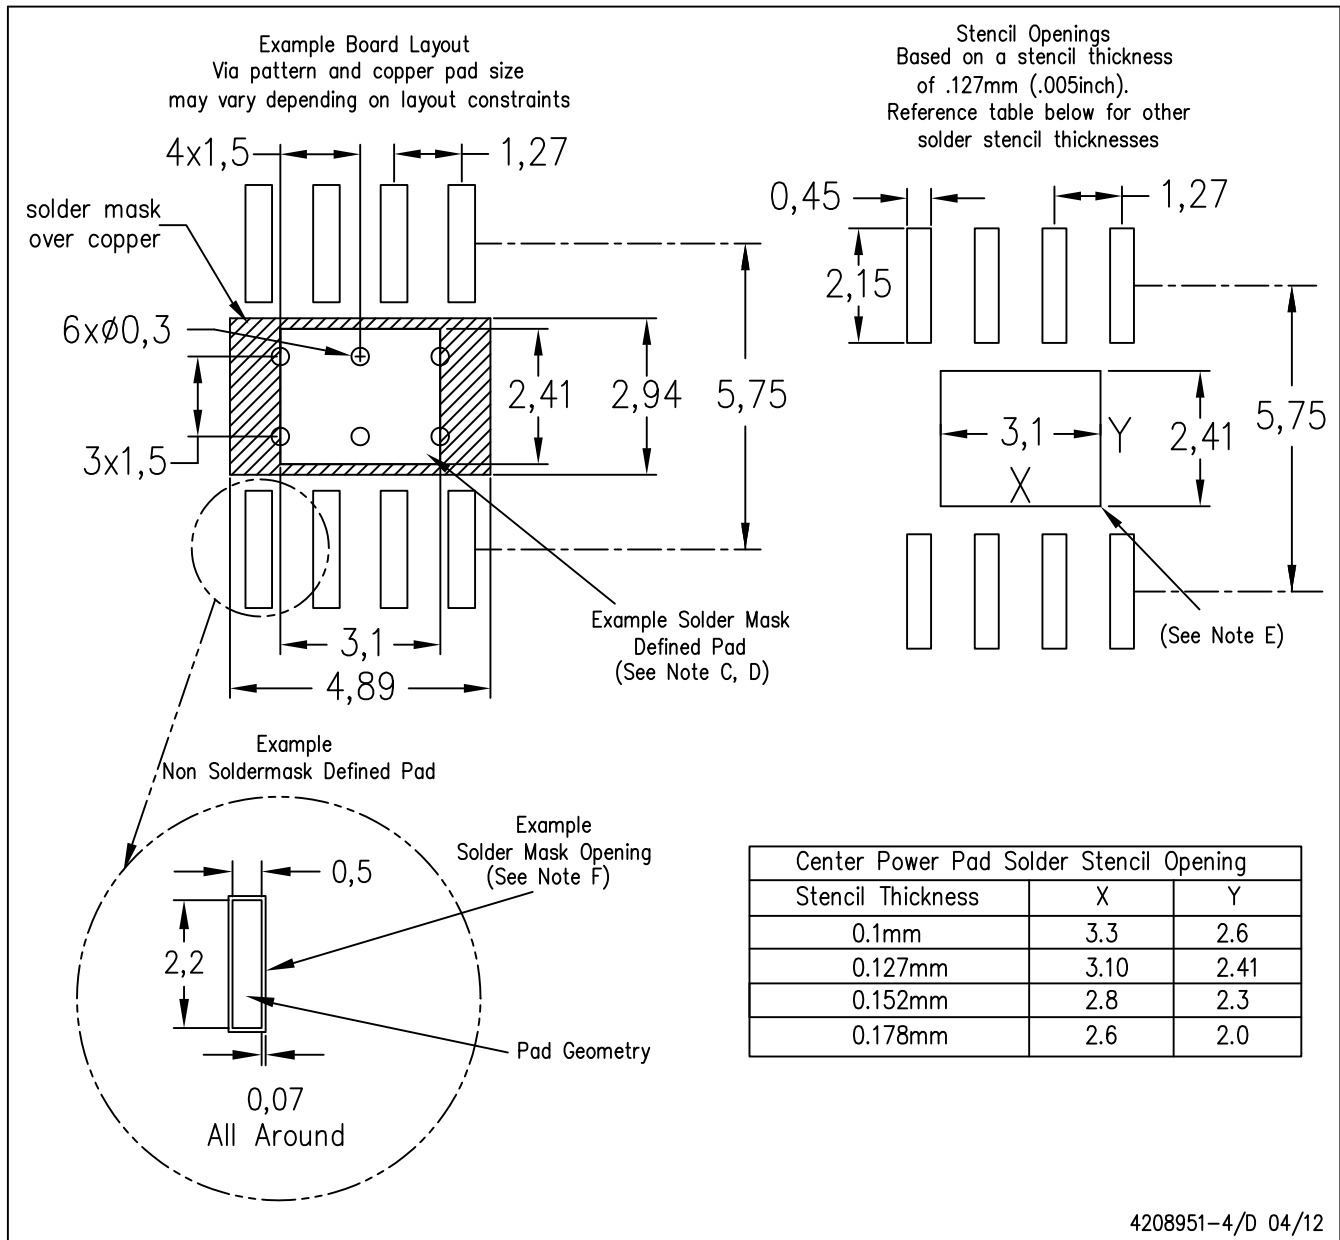 Example Board Layout
Via pattern and copper pad size
may vary depending on layout constraints
4x1,5
1,27
solder mask
over copper
6xø0,3
3x1,5
2,41
2,94
5,75
3,1
4,89
Example Solder Mask
Defined Pad
(See Note C, D)
Stencil Openings
Based on a stencil thickness
of .127mm (.005inch).
Reference table below for other
solder stencil thicknesses
0,45
1,27
2,15
3,1
X
Y
2,41
5,75
(See Note E)
Example
Non Soldermask Defined Pad
Example
Solder Mask Opening
(See Note F)
0,5
2,2
Pad Geometry
0,07
All Around
Center Power Pad Solder Stencil Opening
Stencil Thickness X Y
0.1mm 3.3 2.6
0.127mm 3.10 2.41
0.152mm 2.8 2.3
0.178mm 2.6 2.0
4208951-4/D 04/12